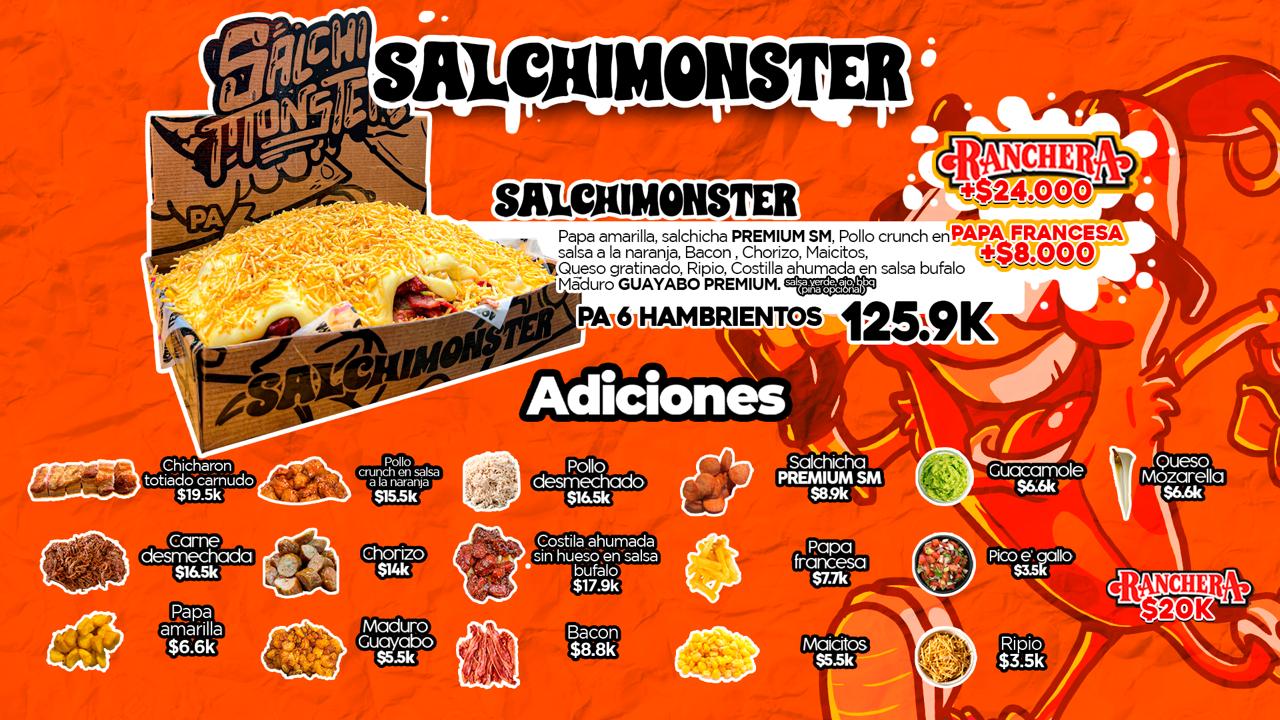 SALCHI
MONSTER
PA
SALCHIMONSTER
SALCHIMONSTER
SALCHIMONSTER
RANCHERA
+$24.000
PAPA FRANCESA
+$8.000
Papa amarilla, salchicha PREMIUM SM, Pollo crunch en
salsa a la naranja, Bacon , Chorizo, Maicitos,
Queso gratinado, Ripio, Costilla ahumada en salsa bufalo
Maduro GUAYABO PREMIUM. salsa verde, ajo, bbq
(piña opcional)
PA 6 HAMBRIENTOS 125.9K
Adiciones
Chicharon
totiado carnudo
$19.5k
Pollo
crunch en salsa
a la naranja
$15.5k
Pollo
desmechado
$16.5k
Salchicha
PREMIUM SM
$8.9k
Guacamole
$6.6k
Queso
Mozarella
$6.6k
Carne
desmechada
$16.5k
Chorizo
$14k
Costila ahumada
sin hueso en salsa
bufalo
$17.9k
Papa
francesa
$7.7k
Pico e' gallo
$3.5k
RANCHERA
$20K
Papa
amarilla
$6.6k
Maduro
Guayabo
$5.5k
Bacon
$8.8k
Maicitos
$5.5k
Ripio
$3.5k